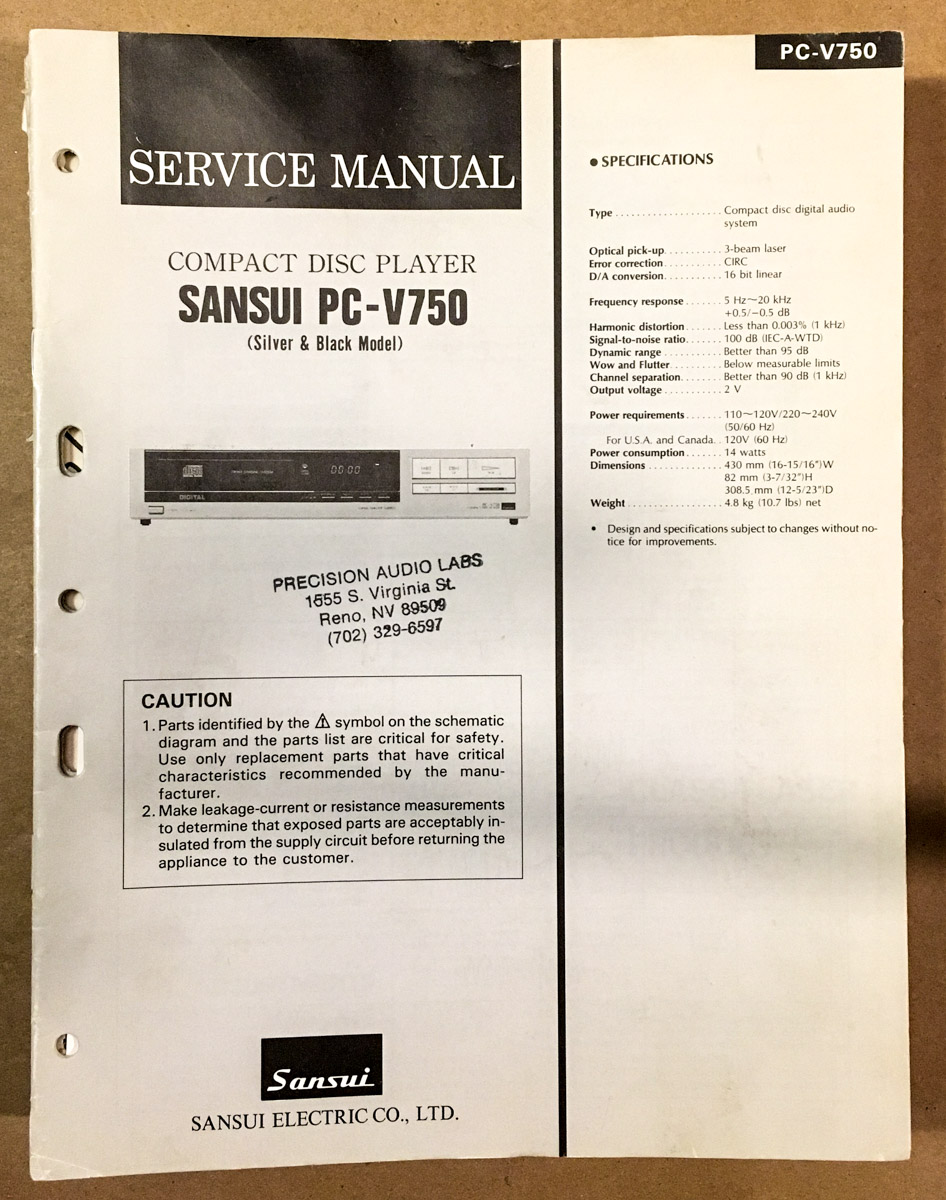 SERVICE MANUAL
COMPACT DISC PLAYER
SANSUI PC-V750
(Silver & Black Model)
DIGITAL
00:00
PRECISION AUDIO LABS
1555 S. Virginia St.
Reno, NV 89509
(702) 329-6597
CAUTION
1. Parts identified by the ⚠ symbol on the schematic
diagram and the parts list are critical for safety.
Use only replacement parts that have critical
characteristics recommended by the manu-
facturer.
2. Make leakage-current or resistance measurements
to determine that exposed parts are acceptably in-
sulated from the supply circuit before returning the
appliance to the customer.
Sansui
SANSUI ELECTRIC CO., LTD.
PC-V750
● SPECIFICATIONS
Type . . . . . . . . . . . . . . . . . . . Compact disc digital audio
system
Optical pick-up. . . . . . . . . . 3-beam laser
Error correction. . . . . . . . . . CIRC
D/A conversion. . . . . . . . . . 16 bit linear
Frequency response . . . . . . 5 Hz~20 kHz
+0.5/−0.5 dB
Harmonic distortion . . . . . . Less than 0.003% (1 kHz)
Signal-to-noise ratio. . . . . . 100 dB (IEC-A-WTD)
Dynamic range . . . . . . . . . . Better than 95 dB
Wow and Flutter . . . . . . . . . Below measurable limits
Channel separation. . . . . . . Better than 90 dB (1 kHz)
Output voltage . . . . . . . . . . 2 V
Power requirements . . . . . . 110~120V/220~240V
(50/60 Hz)
For U.S.A. and Canada. . 120V (60 Hz)
Power consumption . . . . . . 14 watts
Dimensions . . . . . . . . . . . . . 430 mm (16-15/16")W
82 mm (3-7/32")H
308.5 mm (12-5/23")D
Weight . . . . . . . . . . . . . . . . . 4.8 kg (10.7 lbs) net
• Design and specifications subject to changes without no-
tice for improvements.